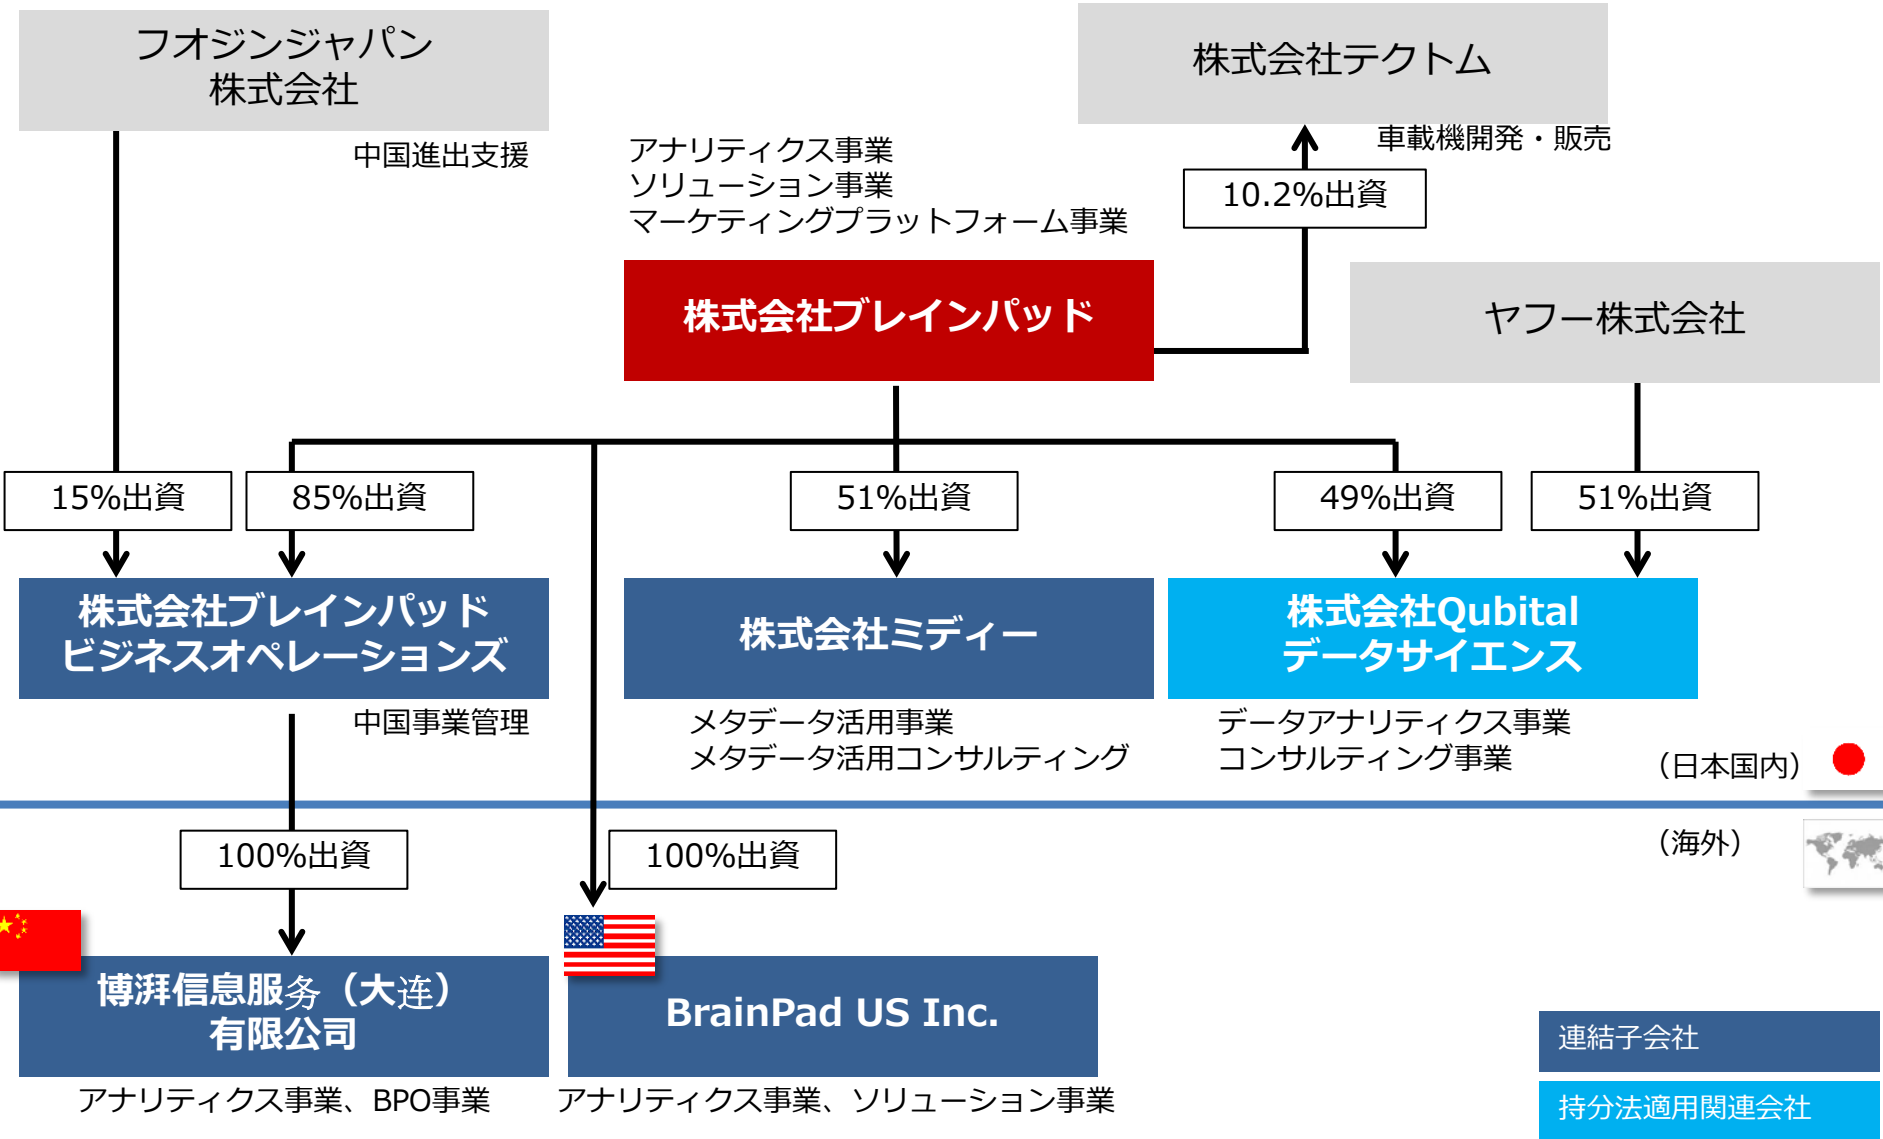 フオジンジャパン
株式会社
中国進出支援
株式会社テクトム
車載機開発・販売
アナリティクス事業
ソリューション事業
マーケティングプラットフォーム事業
10.2%出資
株式会社ブレインパッド
ヤフー株式会社
15%出資
85%出資
51%出資
49%出資
51%出資
株式会社ブレインパッド
ビジネスオペレーションズ
株式会社ミディー
株式会社Qubital
データサイエンス
中国事業管理
メタデータ活用事業
メタデータ活用コンサルティング
データアナリティクス事業
コンサルティング事業
（日本国内）
（海外）
100%出資
100%出資
博湃信息服务（大连）
有限公司
BrainPad US Inc.
アナリティクス事業、BPO事業
アナリティクス事業、ソリューション事業
連結子会社
持分法適用関連会社